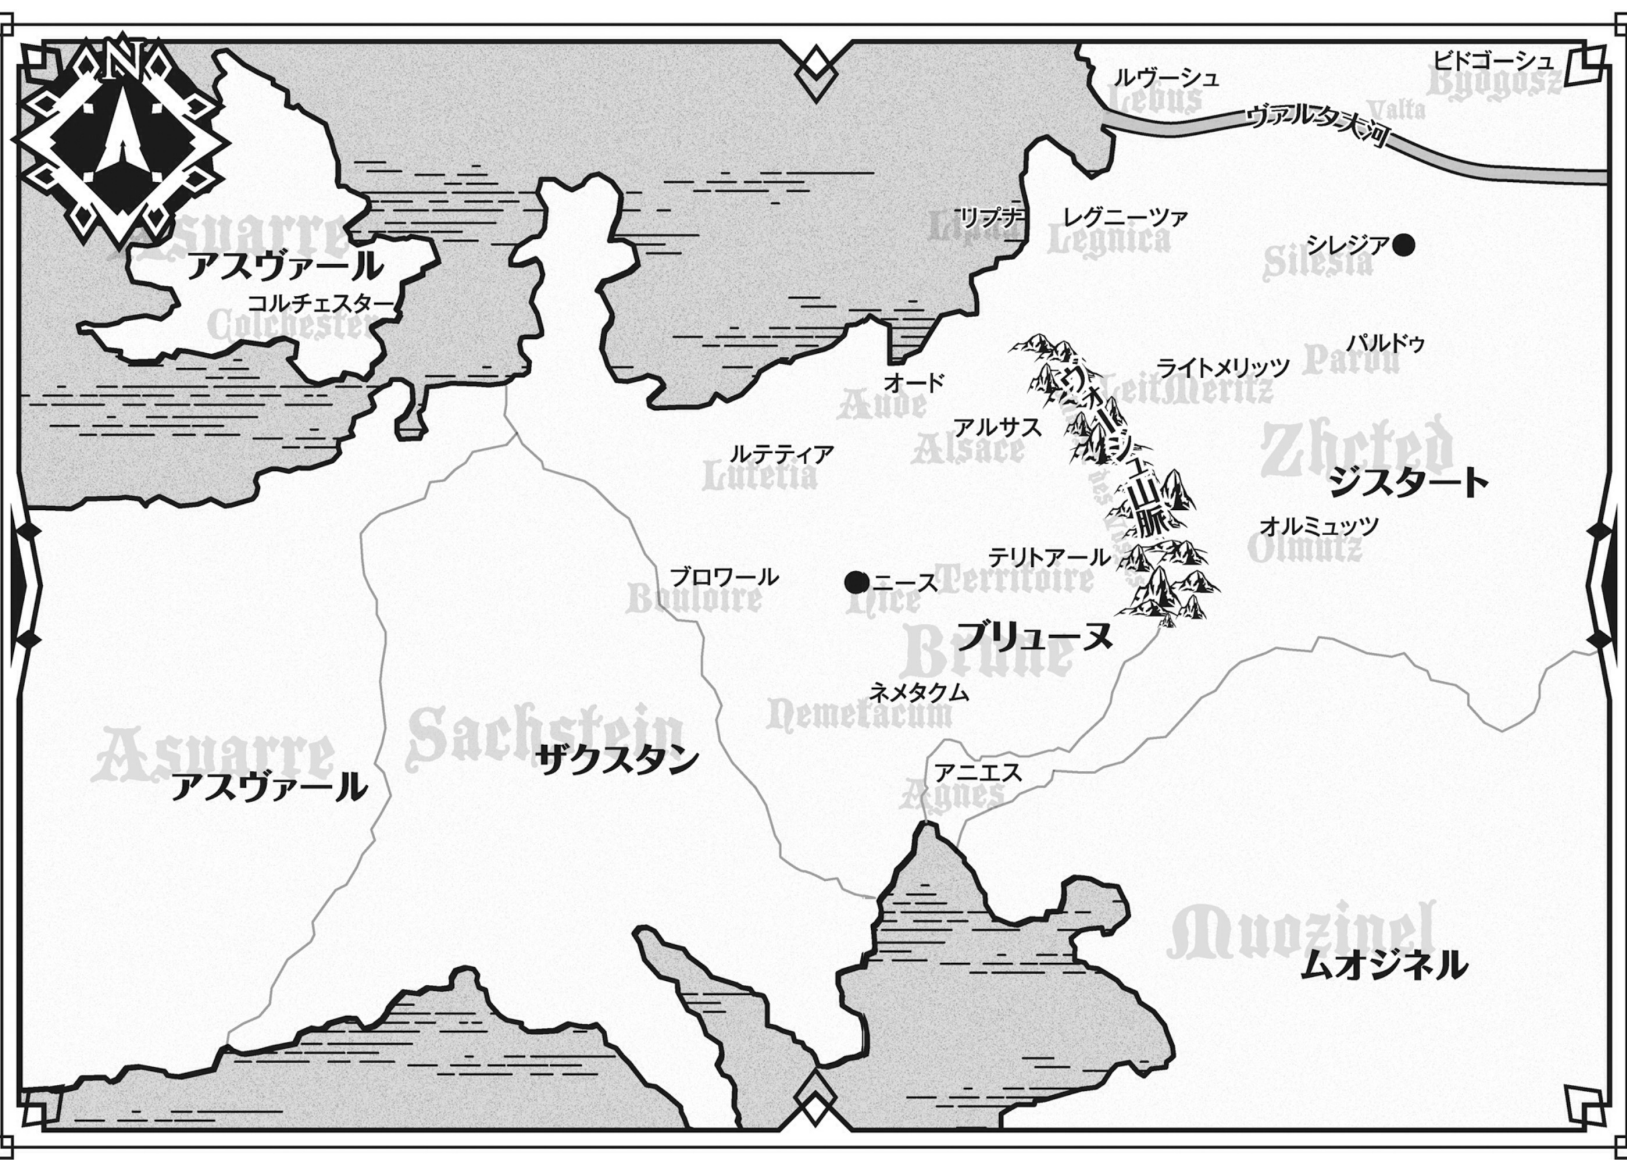 N
ルヴーシュ
Lebus
ビドゴーシュ
Bydgosz
ヴァルタ大河
Valta
リプナ
レグニーツァ
Legnica
シレジア
Silesia
Asvarre
アスヴァール
コルチェスター
Colchester
パルドゥ
Pardu
ライトメリッツ
LeitMeritz
オード
Aude
アルサス
Alsace
ヴォージュ山脈
ルテティア
Lutetia
Zhcted
ジスタート
オルミュッツ
Olmutz
テリトアール
Territoire
ブロワール
Bouloire
ニース
Nice
ブリューヌ
Brune
ネメタクム
Nemetacum
Asvarre
アスヴァール
Sachstein
ザクスタン
アニエス
Agnes
Muozinel
ムオジネル